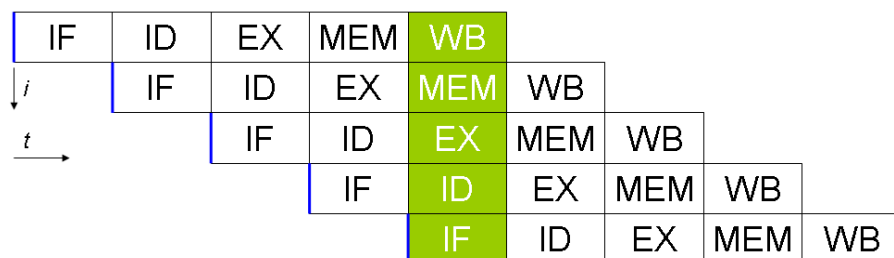 IF ID EX MEM WB
i IF ID EX MEM WB
t IF ID EX MEM WB
IF ID EX MEM WB
IF ID EX MEM WB